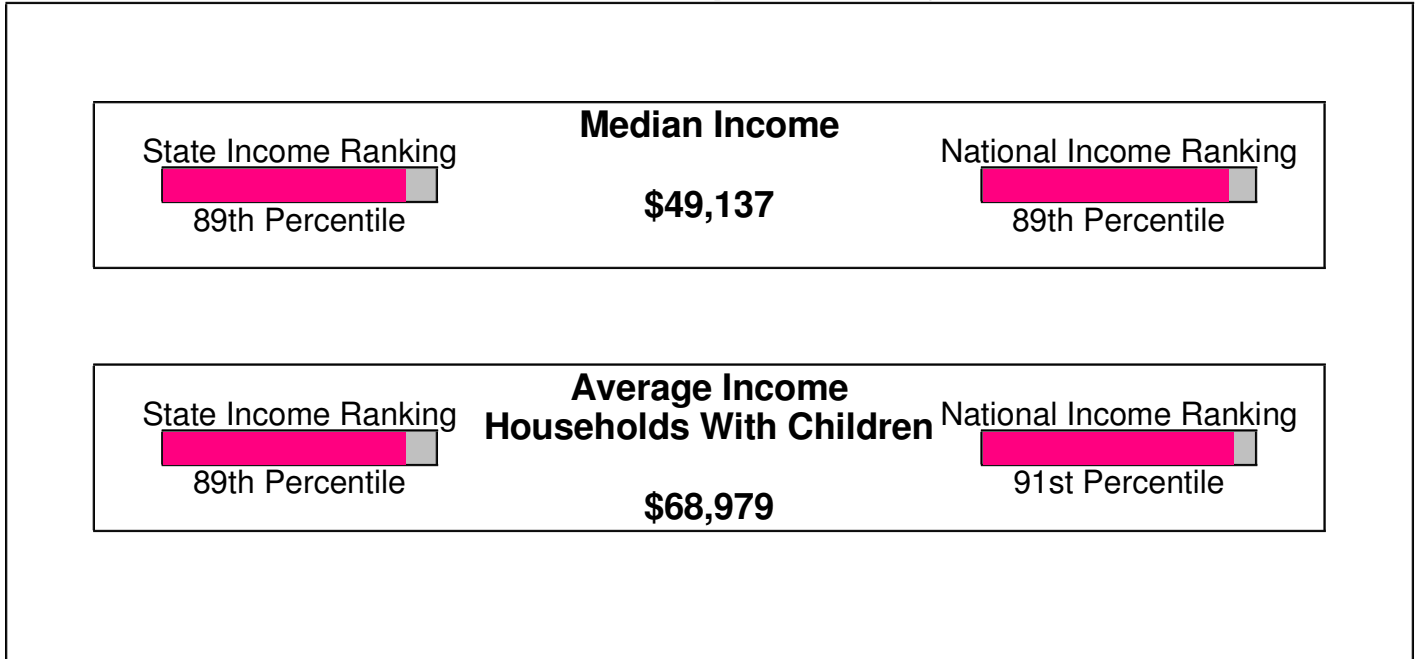 Median Income
State Income Ranking
National Income Ranking
$49,137
89th Percentile
89th Percentile
Average Income
Households With Children
State Income Ranking
National Income Ranking
89th Percentile
91st Percentile
$68,979